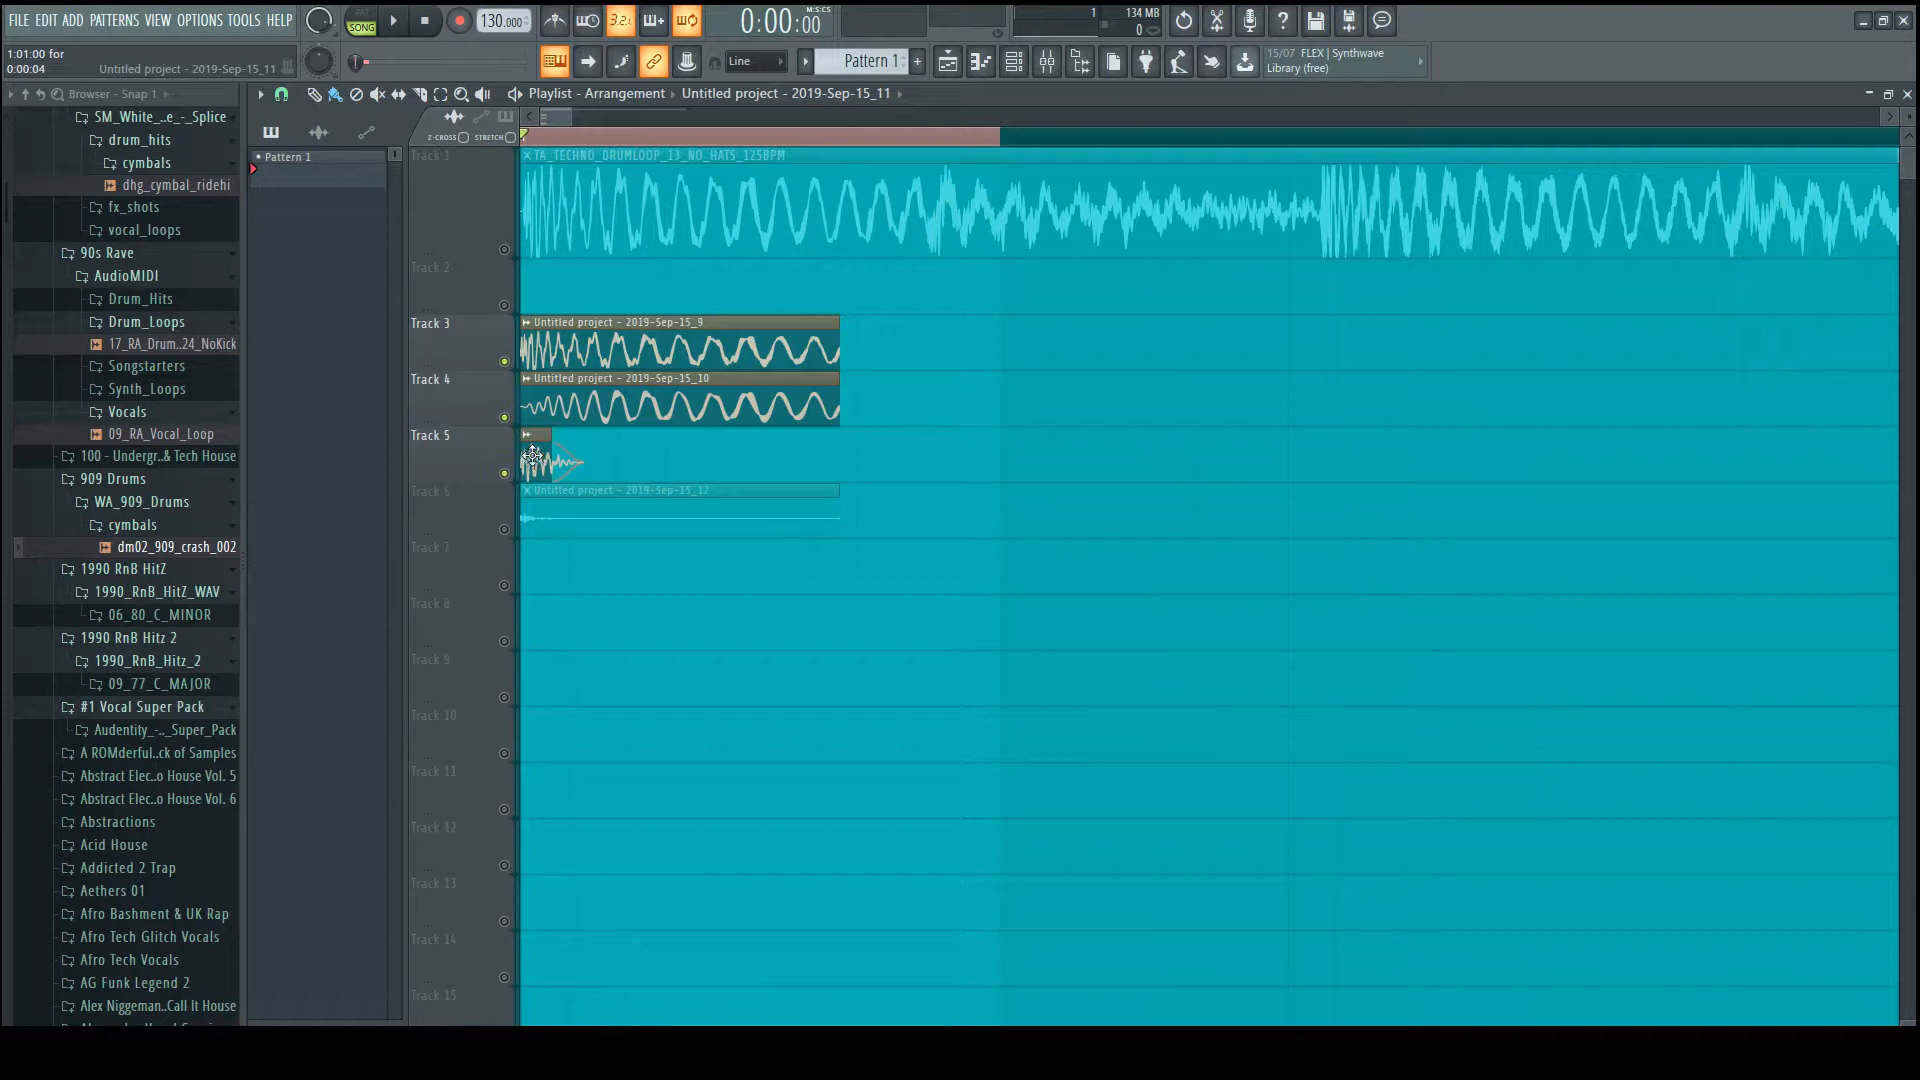 FILE EDIT ADD PATTERNS VIEW OPTIONS TOOLS HELP
SONG
130.000
3.2.
0:00:00
M:S:CS
1
134 MB
0
1:01:00 for
0:00:04
Untitled project - 2019-Sep-15_11
Line
Pattern 1
15/07 FLEX | Synthwave
Library (free)
Browser - Snap 1
Playlist - Arrangement
Untitled project - 2019-Sep-15_11
Z-CROSS
STRETCH
Pattern 1
SM_White_..e_-_Splice
drum_hits
cymbals
dhg_cymbal_ridehi
fx_shots
vocal_loops
90s Rave
AudioMIDI
Drum_Hits
Drum_Loops
17_RA_Drum..24_NoKick
Songstarters
Synth_Loops
Vocals
09_RA_Vocal_Loop
100 - Undergr..& Tech House
909 Drums
WA_909_Drums
cymbals
dm02_909_crash_002
1990 RnB HitZ
1990_RnB_HitZ_WAV
06_80_C_MINOR
1990 RnB Hitz 2
1990_RnB_Hitz_2
09_77_C_MAJOR
#1 Vocal Super Pack
Audentity_-.._Super_Pack
A ROMderful..ck of Samples
Abstract Elec..o House Vol. 5
Abstract Elec..o House Vol. 6
Abstractions
Acid House
Addicted 2 Trap
Aethers 01
Afro Bashment & UK Rap
Afro Tech Glitch Vocals
Afro Tech Vocals
AG Funk Legend 2
Alex Niggeman..Call It House
Track 1
TA_TECHNO_DRUMLOOP_13_NO_HATS_125BPM
Track 2
Track 3
Untitled project - 2019-Sep-15_9
Track 4
Untitled project - 2019-Sep-15_10
Track 5
Track 6
Untitled project - 2019-Sep-15_12
Track 7
Track 8
Track 9
Track 10
Track 11
Track 12
Track 13
Track 14
Track 15